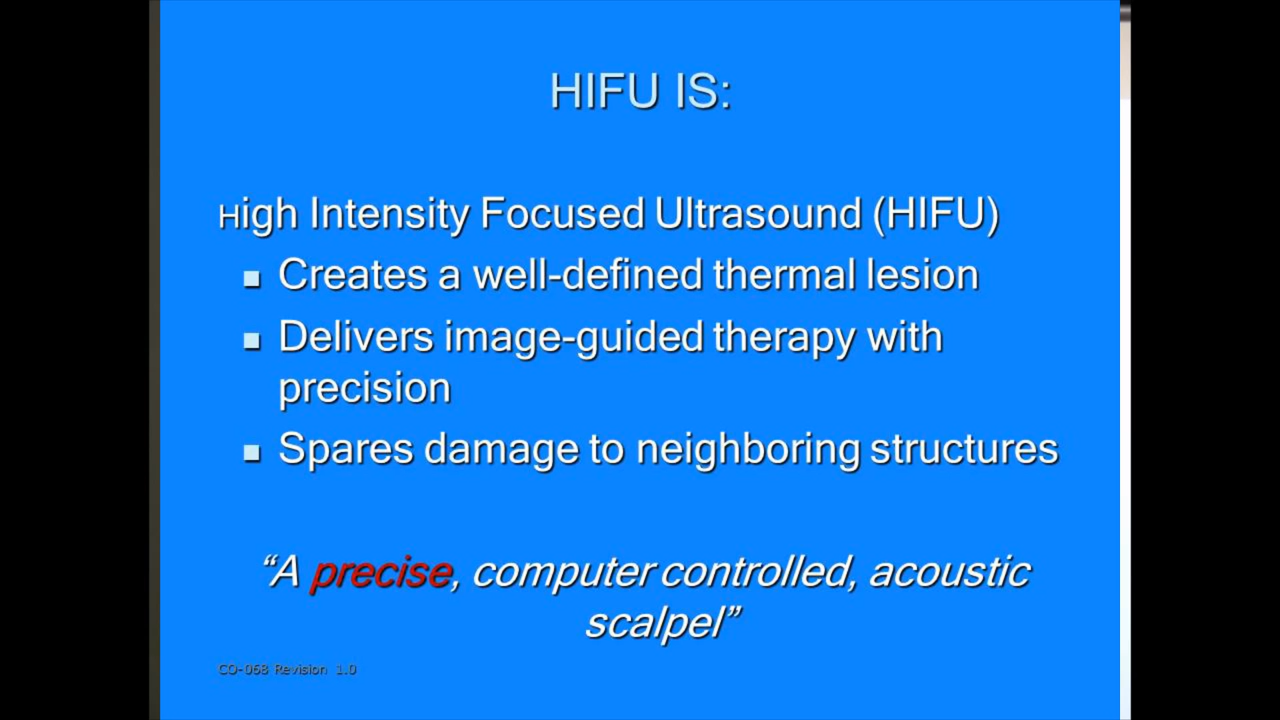 HIFU IS:
High Intensity Focused Ultrasound (HIFU)
Creates a well-defined thermal lesion
Delivers image-guided therapy with
precision
Spares damage to neighboring structures
“A precise, computer controlled, acoustic
scalpel”
CO-068 Revision 1.0